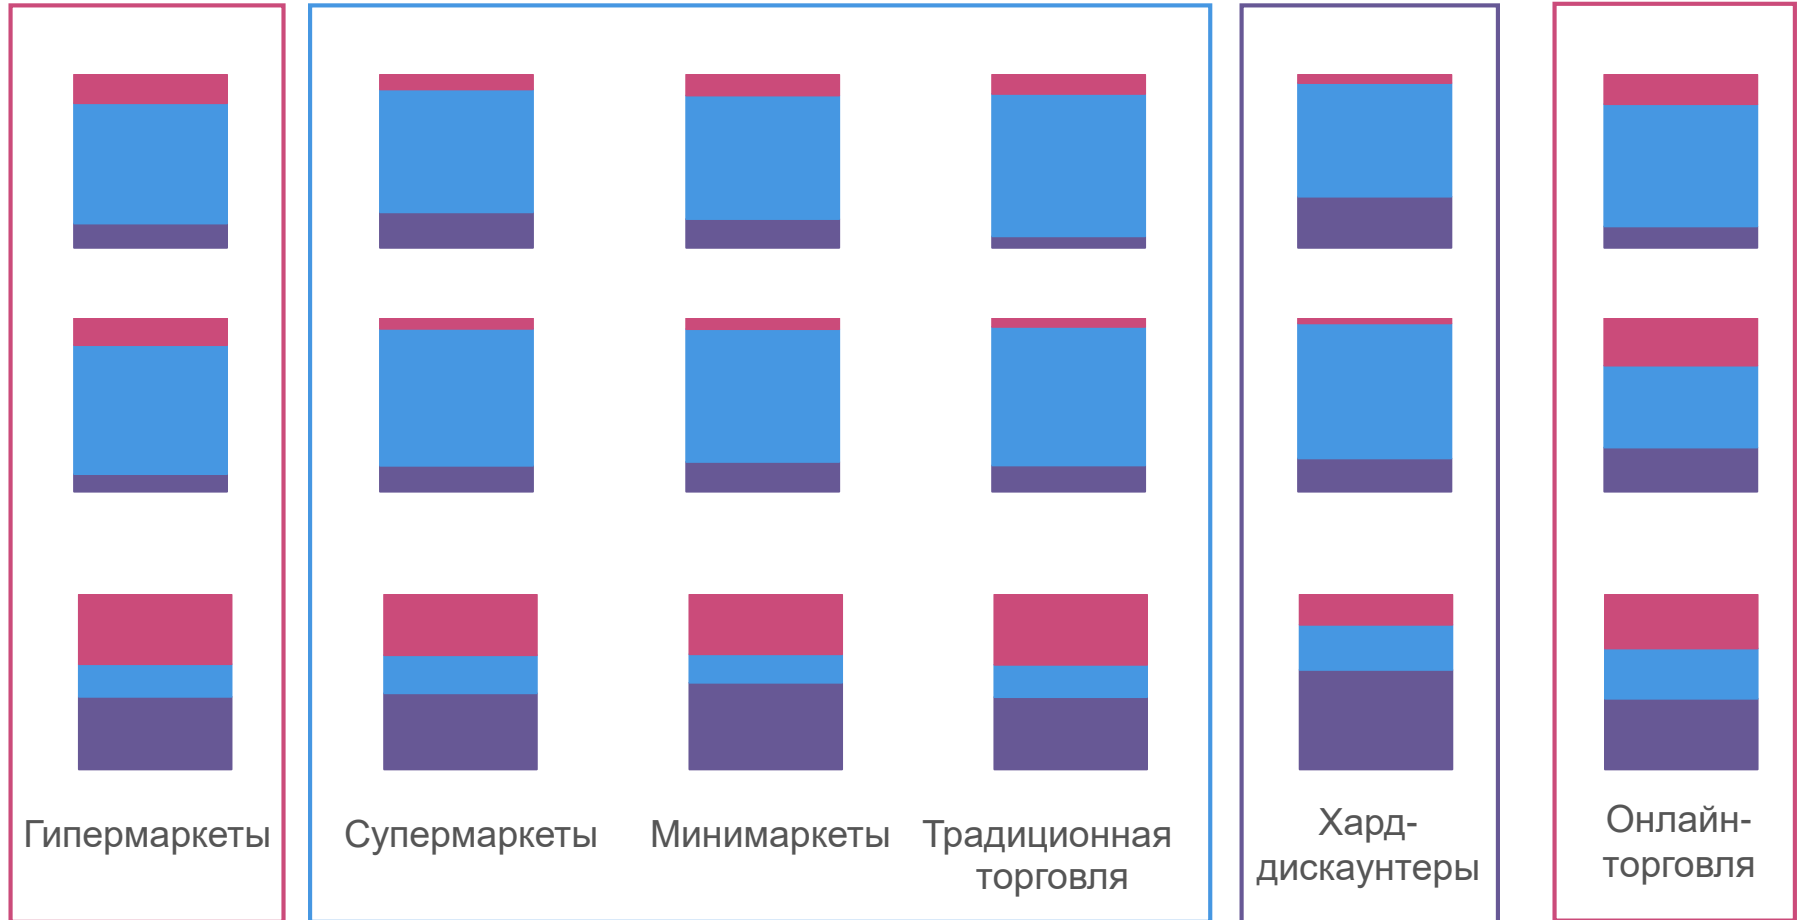 Гипермаркеты
Супермаркеты
Минимаркеты
Традиционная
торговля
Хард-
дискаунтеры
Онлайн-
торговля